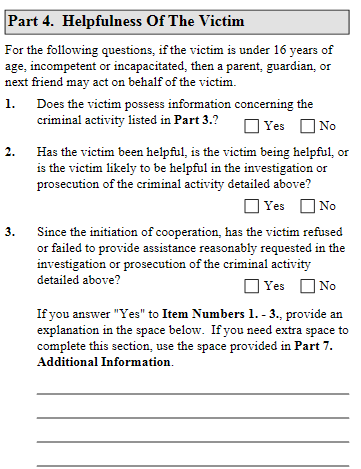 Part 4. Helpfulness Of The Victim
For the following questions, if the victim is under 16 years of
age, incompetent or incapacitated, then a parent, guardian, or
next friend may act on behalf of the victim.
1. Does the victim possess information concerning the
criminal activity listed in Part 3.? Yes No
2. Has the victim been helpful, is the victim being helpful, or
is the victim likely to be helpful in the investigation or
prosecution of the criminal activity detailed above?
Yes No
3. Since the initiation of cooperation, has the victim refused
or failed to provide assistance reasonably requested in the
investigation or prosecution of the criminal activity
detailed above? Yes No
If you answer "Yes" to Item Numbers 1. - 3., provide an
explanation in the space below. If you need extra space to
complete this section, use the space provided in Part 7.
Additional Information.